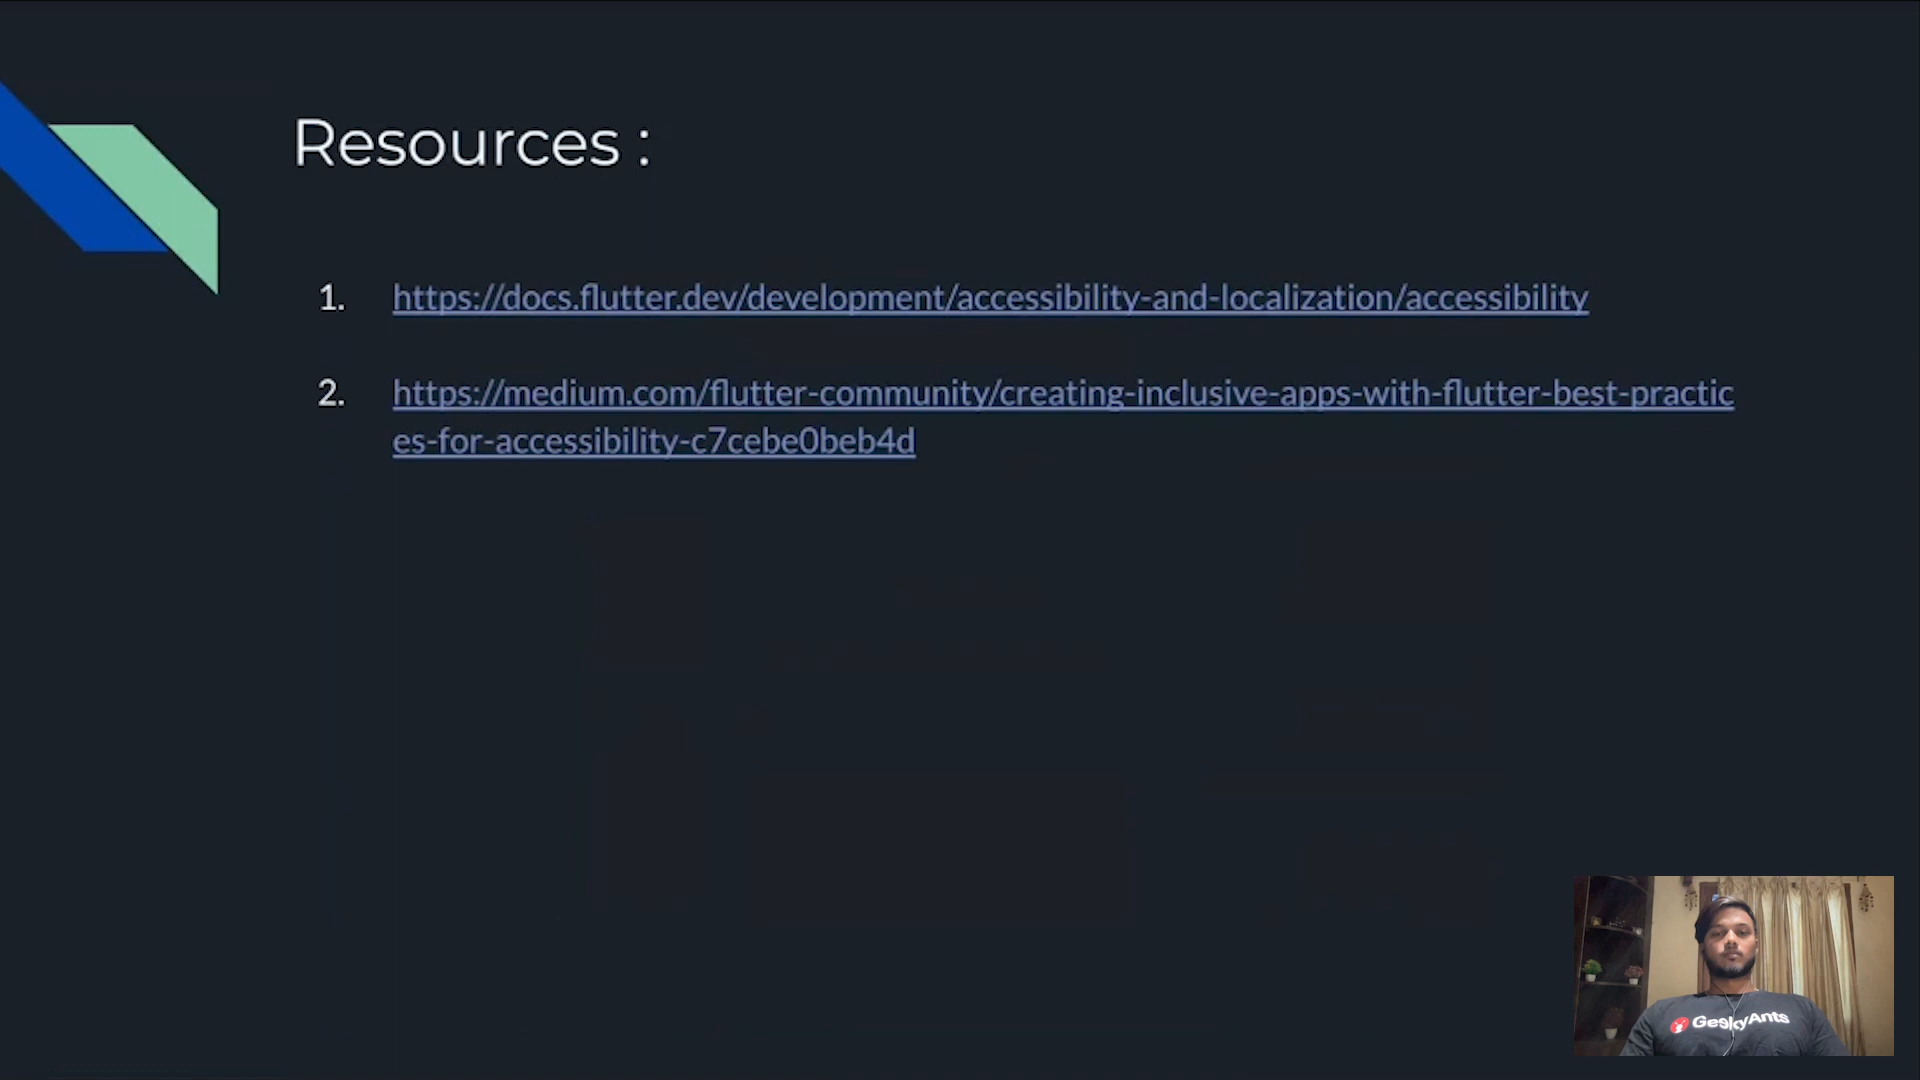 Resources :
1. https://docs.flutter.dev/development/accessibility-and-localization/accessibility
2. https://medium.com/flutter-community/creating-inclusive-apps-with-flutter-best-practic
es-for-accessibility-c7cebe0beb4d
GeekyAnts